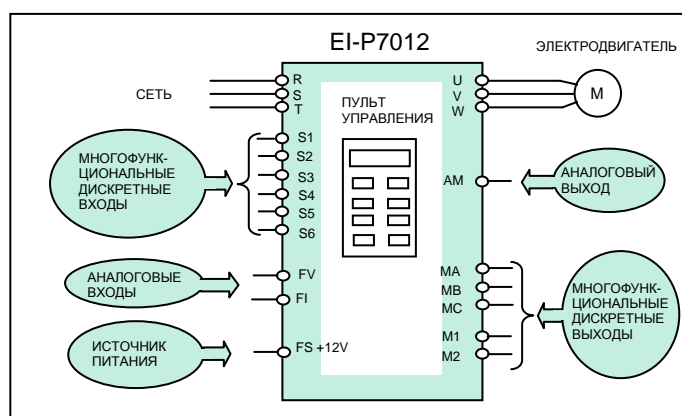 EI-P7012
ЭЛЕКТРОДВИГАТЕЛЬ
СЕТЬ
R
S
T
ПУЛЬТ
УПРАВЛЕНИЯ
U
V
W
М
МНОГОФУНК-
ЦИОНАЛЬНЫЕ
ДИСКРЕТНЫЕ
ВХОДЫ
S1
S2
S3
S4
S5
S6
AM
АНАЛОГОВЫЙ
ВЫХОД
АНАЛОГОВЫЕ
ВХОДЫ
FV
FI
MA
MB
MC
M1
M2
МНОГОФУНК-
ЦИОНАЛЬНЫЕ
ДИСКРЕТНЫЕ
ВЫХОДЫ
ИСТОЧНИК
ПИТАНИЯ
FS +12V